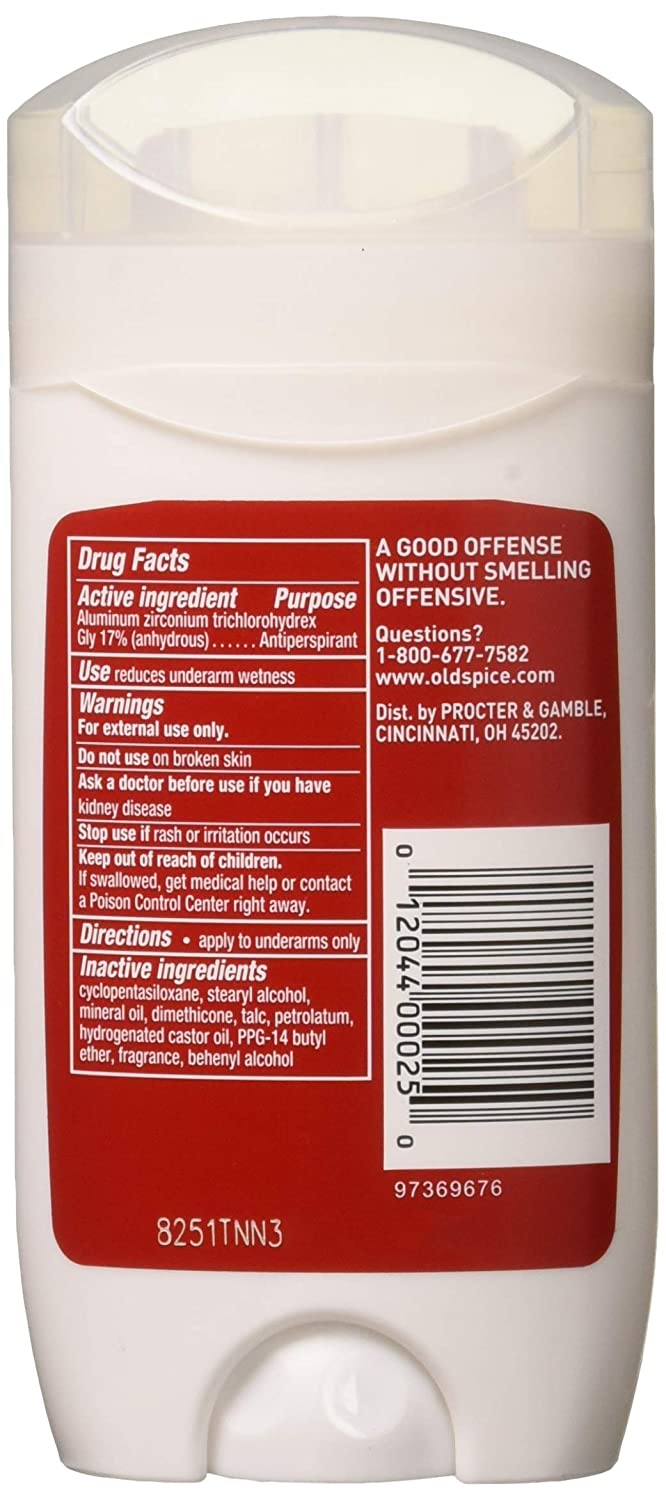 Drug Facts
Active ingredient Purpose
Aluminum zirconium trichlorohydrex
Gly 17% (anhydrous)...... Antiperspirant
Use reduces underarm wetness
Warnings
For external use only.
Do not use on broken skin
Ask a doctor before use if you have
kidney disease
Stop use if rash or irritation occurs
Keep out of reach of children.
If swallowed, get medical help or contact
a Poison Control Center right away.
Directions • apply to underarms only
Inactive ingredients
cyclopentasiloxane, stearyl alcohol,
mineral oil, dimethicone, talc, petrolatum,
hydrogenated castor oil, PPG-14 butyl
ether, fragrance, behenyl alcohol
A GOOD OFFENSE
WITHOUT SMELLING
OFFENSIVE.
Questions?
1-800-677-7582
www.oldspice.com
Dist. by PROCTER & GAMBLE,
CINCINNATI, OH 45202.
0 12044 00025 0
97369676
8251TNN3